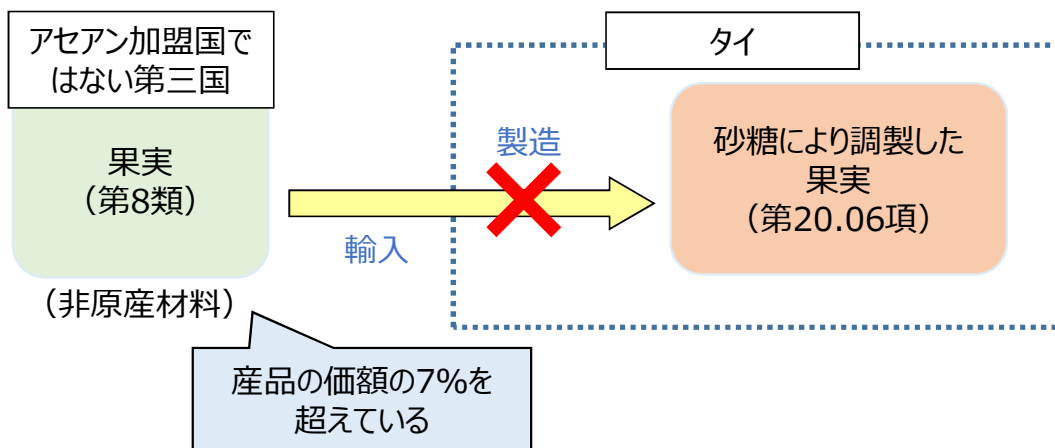 アセアン加盟国で
はない第三国
果実
（第8類）
（非原産材料）
輸入
製造
タイ
砂糖により調製した
果実
（第20.06項）
産品の価額の7%を
超えている